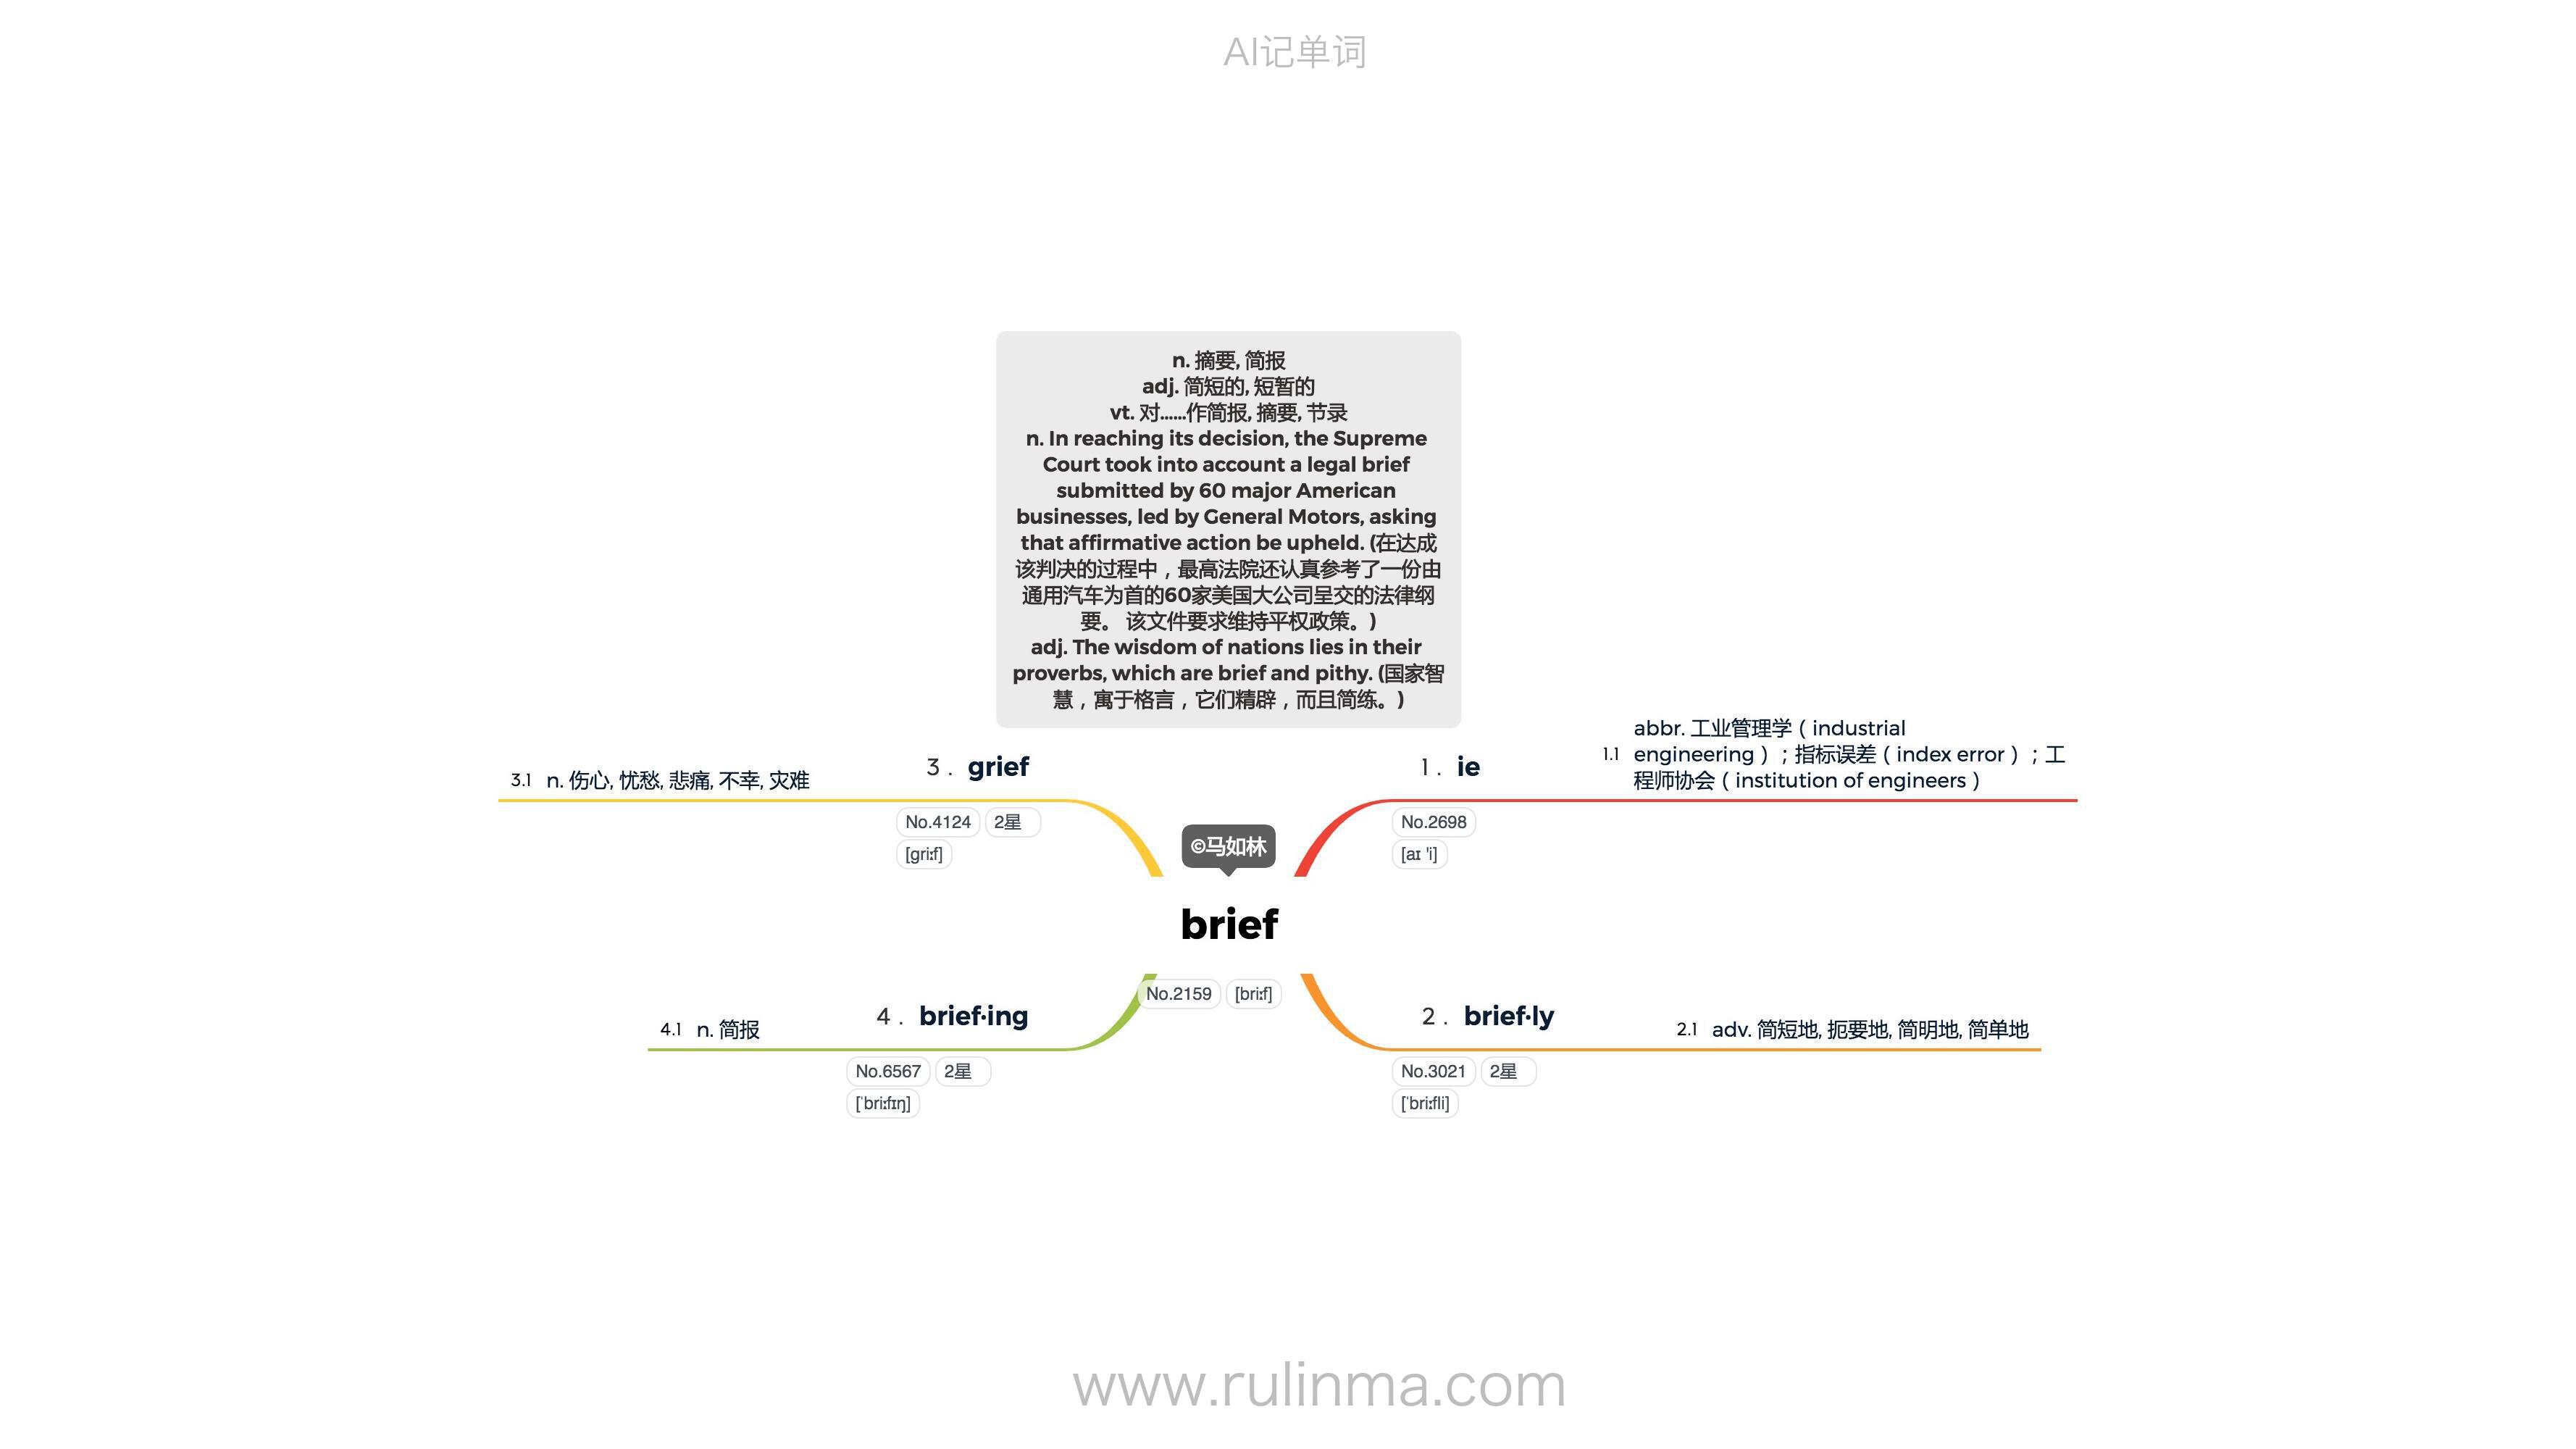 AI记单词
n. 摘要, 简报
adj. 简短的, 短暂的
vt. 对……作简报, 摘要, 节录
n. In reaching its decision, the Supreme
Court took into account a legal brief
submitted by 60 major American
businesses, led by General Motors, asking
that affirmative action be upheld. (在达成
该判决的过程中，最高法院还认真参考了一份由
通用汽车为首的60家美国大公司呈交的法律纲
要。 该文件要求维持平权政策。)
adj. The wisdom of nations lies in their
proverbs, which are brief and pithy. (国家智
慧，寓于格言，它们精辟，而且简练。)
©马如林
brief
No.2159 [briːf]
1. ie
No.2698
[aɪ 'i]
1.1 abbr. 工业管理学（industrial
engineering）；指标误差（index error）；工
程师协会（institution of engineers）
2. brief·ly
No.3021 2星
[ˈbriːfli]
2.1 adv. 简短地, 扼要地, 简明地, 简单地
3. grief
No.4124 2星
[griːf]
3.1 n. 伤心, 忧愁, 悲痛, 不幸, 灾难
4. brief·ing
No.6567 2星
[ˈbriːfɪŋ]
4.1 n. 简报
www.rulinma.com